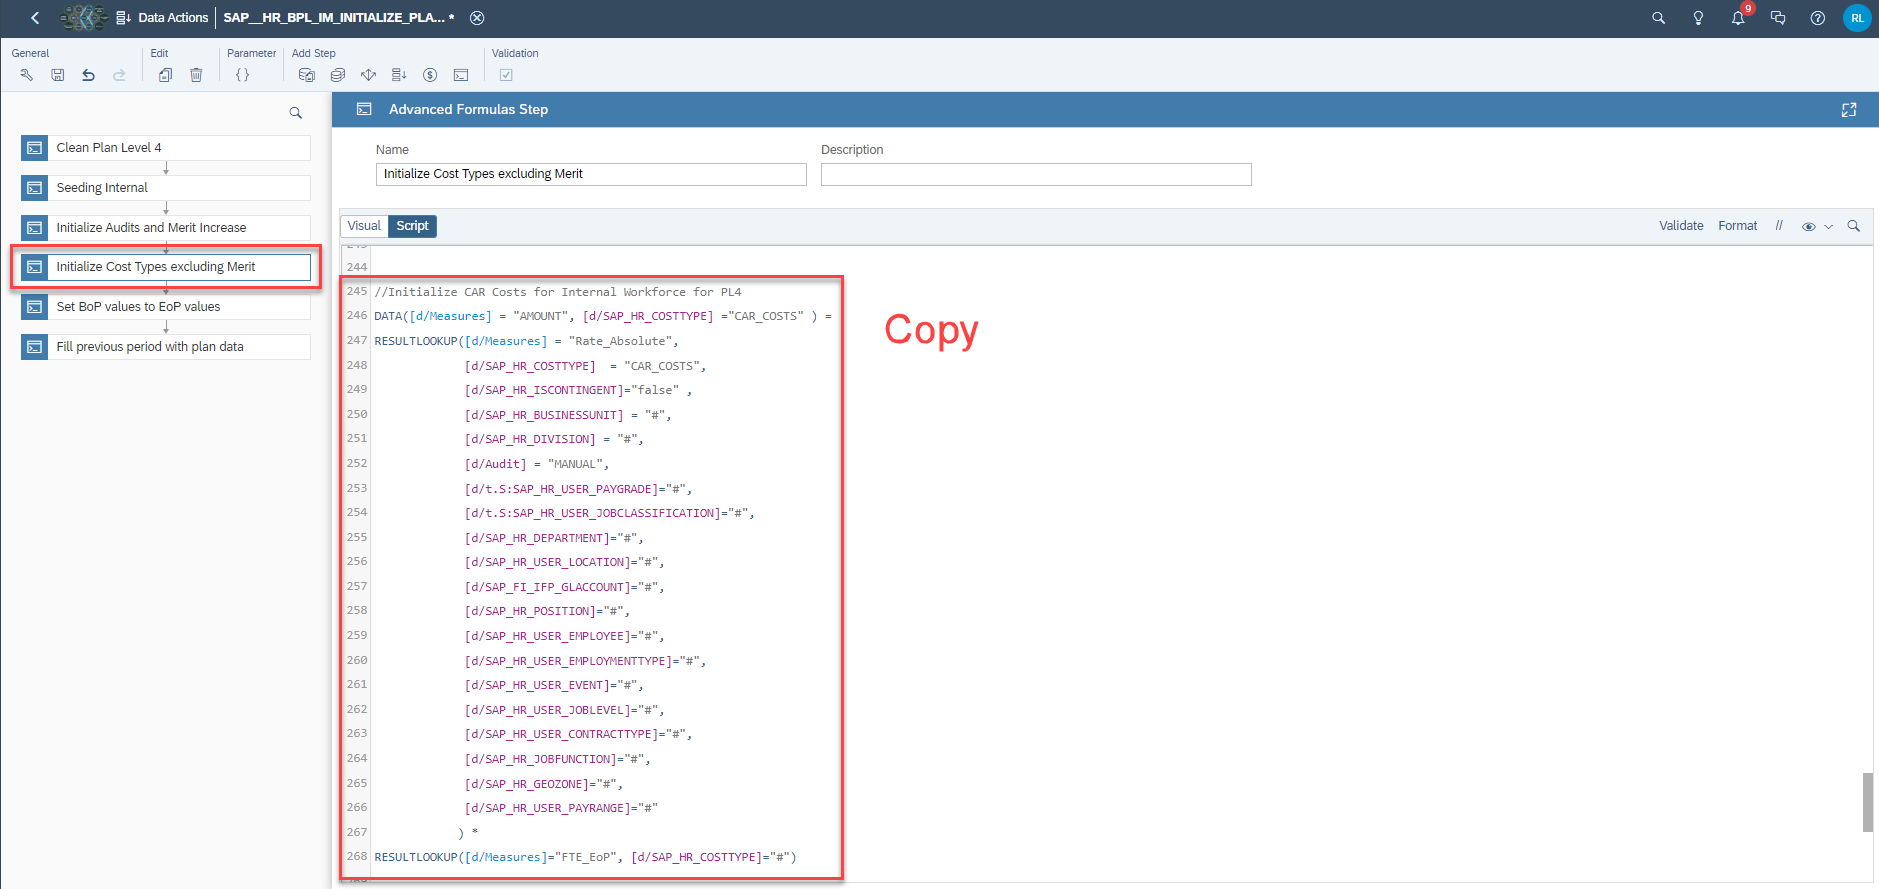 Data Actions
SAP__HR_BPL_IM_INITIALIZE_PLA... *
9
RL
General
Edit
Parameter
Add Step
Validation
Clean Plan Level 4
Seeding Internal
Initialize Audits and Merit Increase
Initialize Cost Types excluding Merit
Set BoP values to EoP values
Fill previous period with plan data
Advanced Formulas Step
Name
Description
Initialize Cost Types excluding Merit
Visual
Script
Validate
Format
//
244
245 //Initialize CAR Costs for Internal Workforce for PL4
246 DATA([d/Measures] = "AMOUNT", [d/SAP_HR_COSTTYPE] ="CAR_COSTS" ) =
247 RESULTLOOKUP([d/Measures] = "Rate_Absolute",
248 [d/SAP_HR_COSTTYPE]  = "CAR_COSTS",
249 [d/SAP_HR_ISCONTINGENT]="false" ,
250 [d/SAP_HR_BUSINESSUNIT] = "#",
251 [d/SAP_HR_DIVISION] = "#",
252 [d/Audit] = "MANUAL",
253 [d/t.S:SAP_HR_USER_PAYGRADE]="#",
254 [d/t.S:SAP_HR_USER_JOBCLASSIFICATION]="#",
255 [d/SAP_HR_DEPARTMENT]="#",
256 [d/SAP_HR_USER_LOCATION]="#",
257 [d/SAP_FI_IFP_GLACCOUNT]="#",
258 [d/SAP_HR_POSITION]="#",
259 [d/SAP_HR_USER_EMPLOYEE]="#",
260 [d/SAP_HR_USER_EMPLOYMENTTYPE]="#",
261 [d/SAP_HR_USER_EVENT]="#",
262 [d/SAP_HR_USER_JOBLEVEL]="#",
263 [d/SAP_HR_USER_CONTRACTTYPE]="#",
264 [d/SAP_HR_JOBFUNCTION]="#",
265 [d/SAP_HR_GEOZONE]="#",
266 [d/SAP_HR_USER_PAYRANGE]="#"
267 ) *
268 RESULTLOOKUP([d/Measures]="FTE_EoP", [d/SAP_HR_COSTTYPE]="#")
Copy